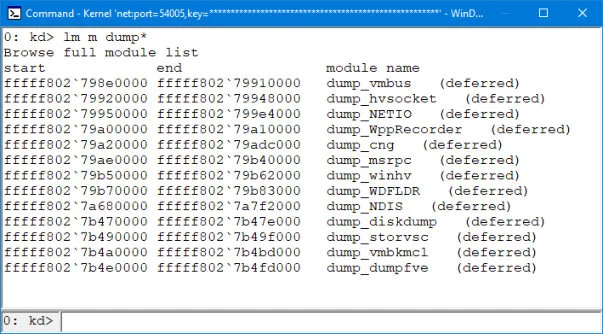 Command - Kernel 'net:port=54005,key=*******************************************' - WinD...
0: kd> lm m dump*
Browse full module list
start end module name
fffff802`798e0000 fffff802`79910000 dump_vmbus (deferred)
fffff802`79920000 fffff802`79948000 dump_hvsocket (deferred)
fffff802`79950000 fffff802`799e4000 dump_NETIO (deferred)
fffff802`79a00000 fffff802`79a10000 dump_WppRecorder (deferred)
fffff802`79a20000 fffff802`79adc000 dump_cng (deferred)
fffff802`79ae0000 fffff802`79b40000 dump_msrpc (deferred)
fffff802`79b50000 fffff802`79b62000 dump_winhv (deferred)
fffff802`79b70000 fffff802`79b83000 dump_WDFLDR (deferred)
fffff802`7a680000 fffff802`7a7f2000 dump_NDIS (deferred)
fffff802`7b470000 fffff802`7b47e000 dump_diskdump (deferred)
fffff802`7b490000 fffff802`7b49f000 dump_storvsc (deferred)
fffff802`7b4a0000 fffff802`7b4bd000 dump_vmbkmcl (deferred)
fffff802`7b4e0000 fffff802`7b4fd000 dump_dumpfve (deferred)
0: kd>